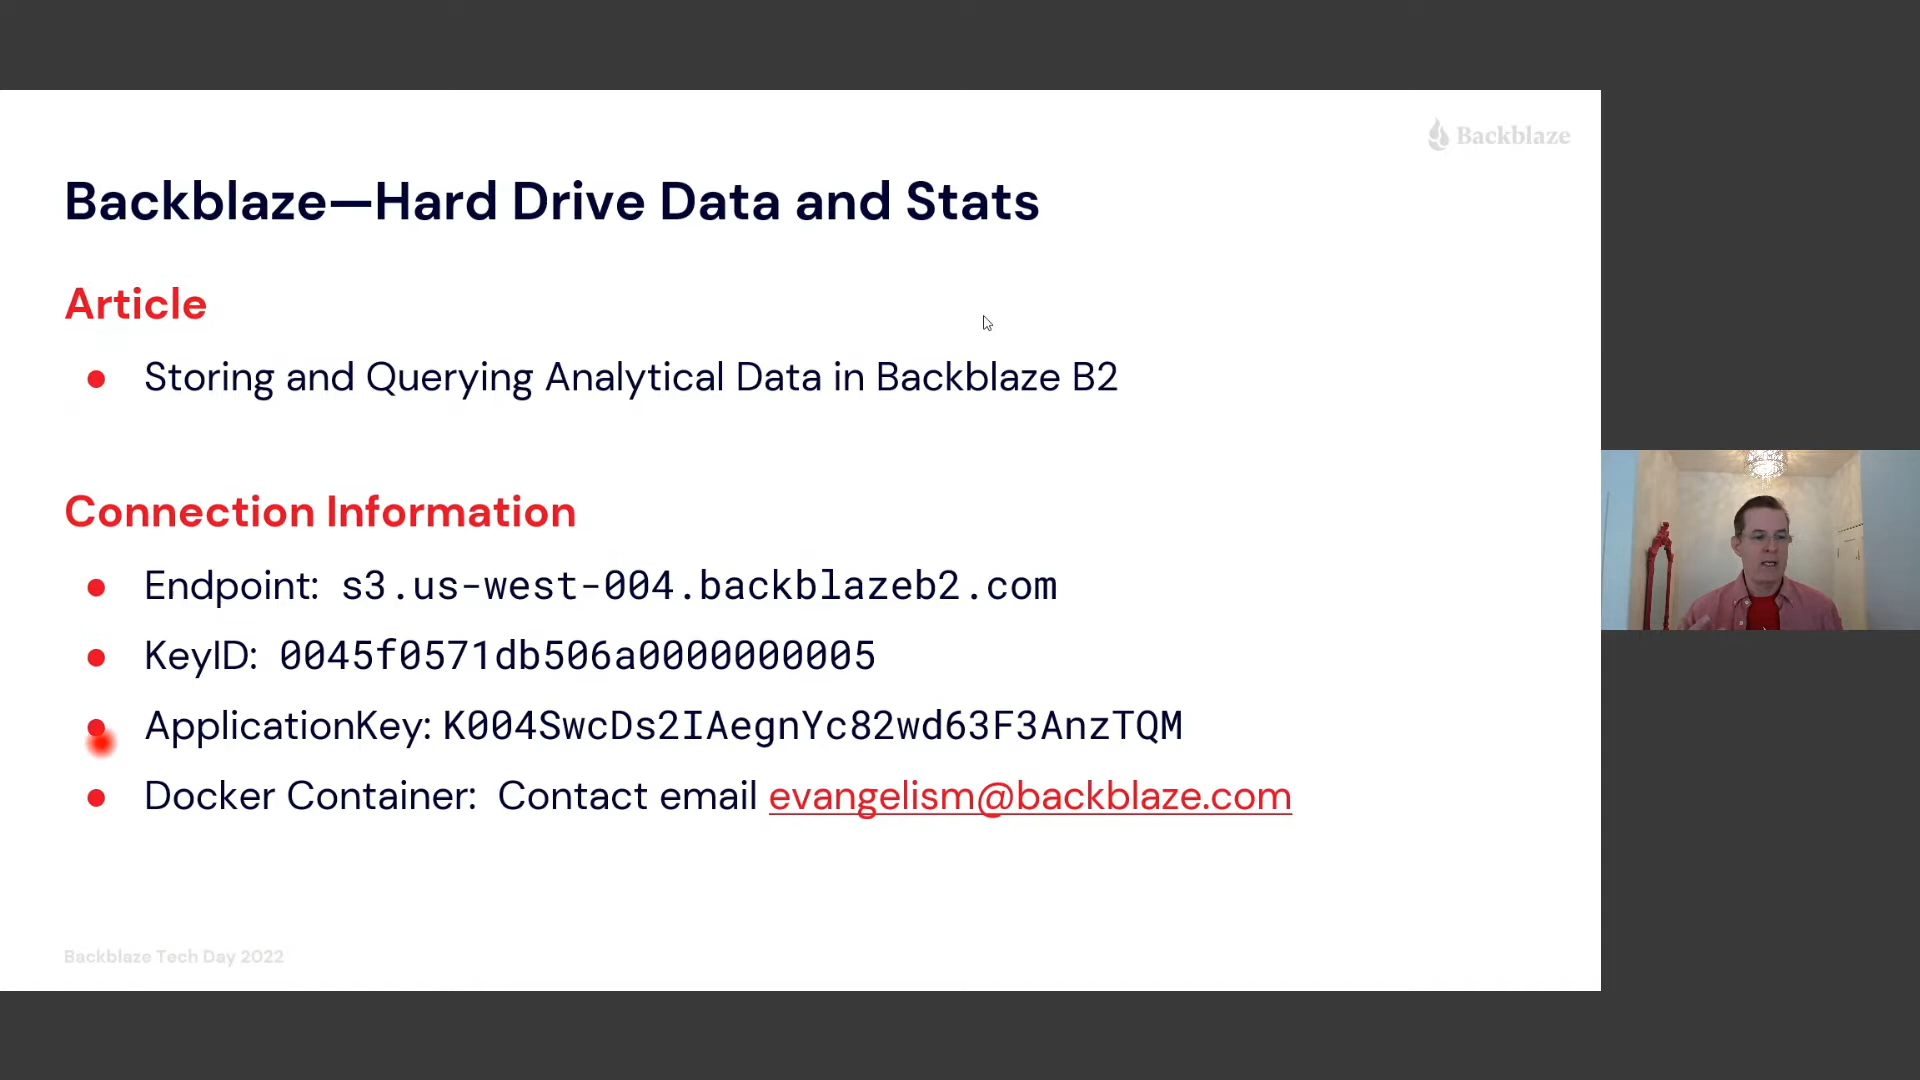 Backblaze
Backblaze—Hard Drive Data and Stats
Article
● Storing and Querying Analytical Data in Backblaze B2
Connection Information
● Endpoint: s3.us-west-004.backblazeb2.com
● KeyID: 0045f0571db506a0000000005
● ApplicationKey: K004SwcDs2IAegnYc82wd63F3AnzTQM
● Docker Container: Contact email evangelism@backblaze.com
Backblaze Tech Day 2022